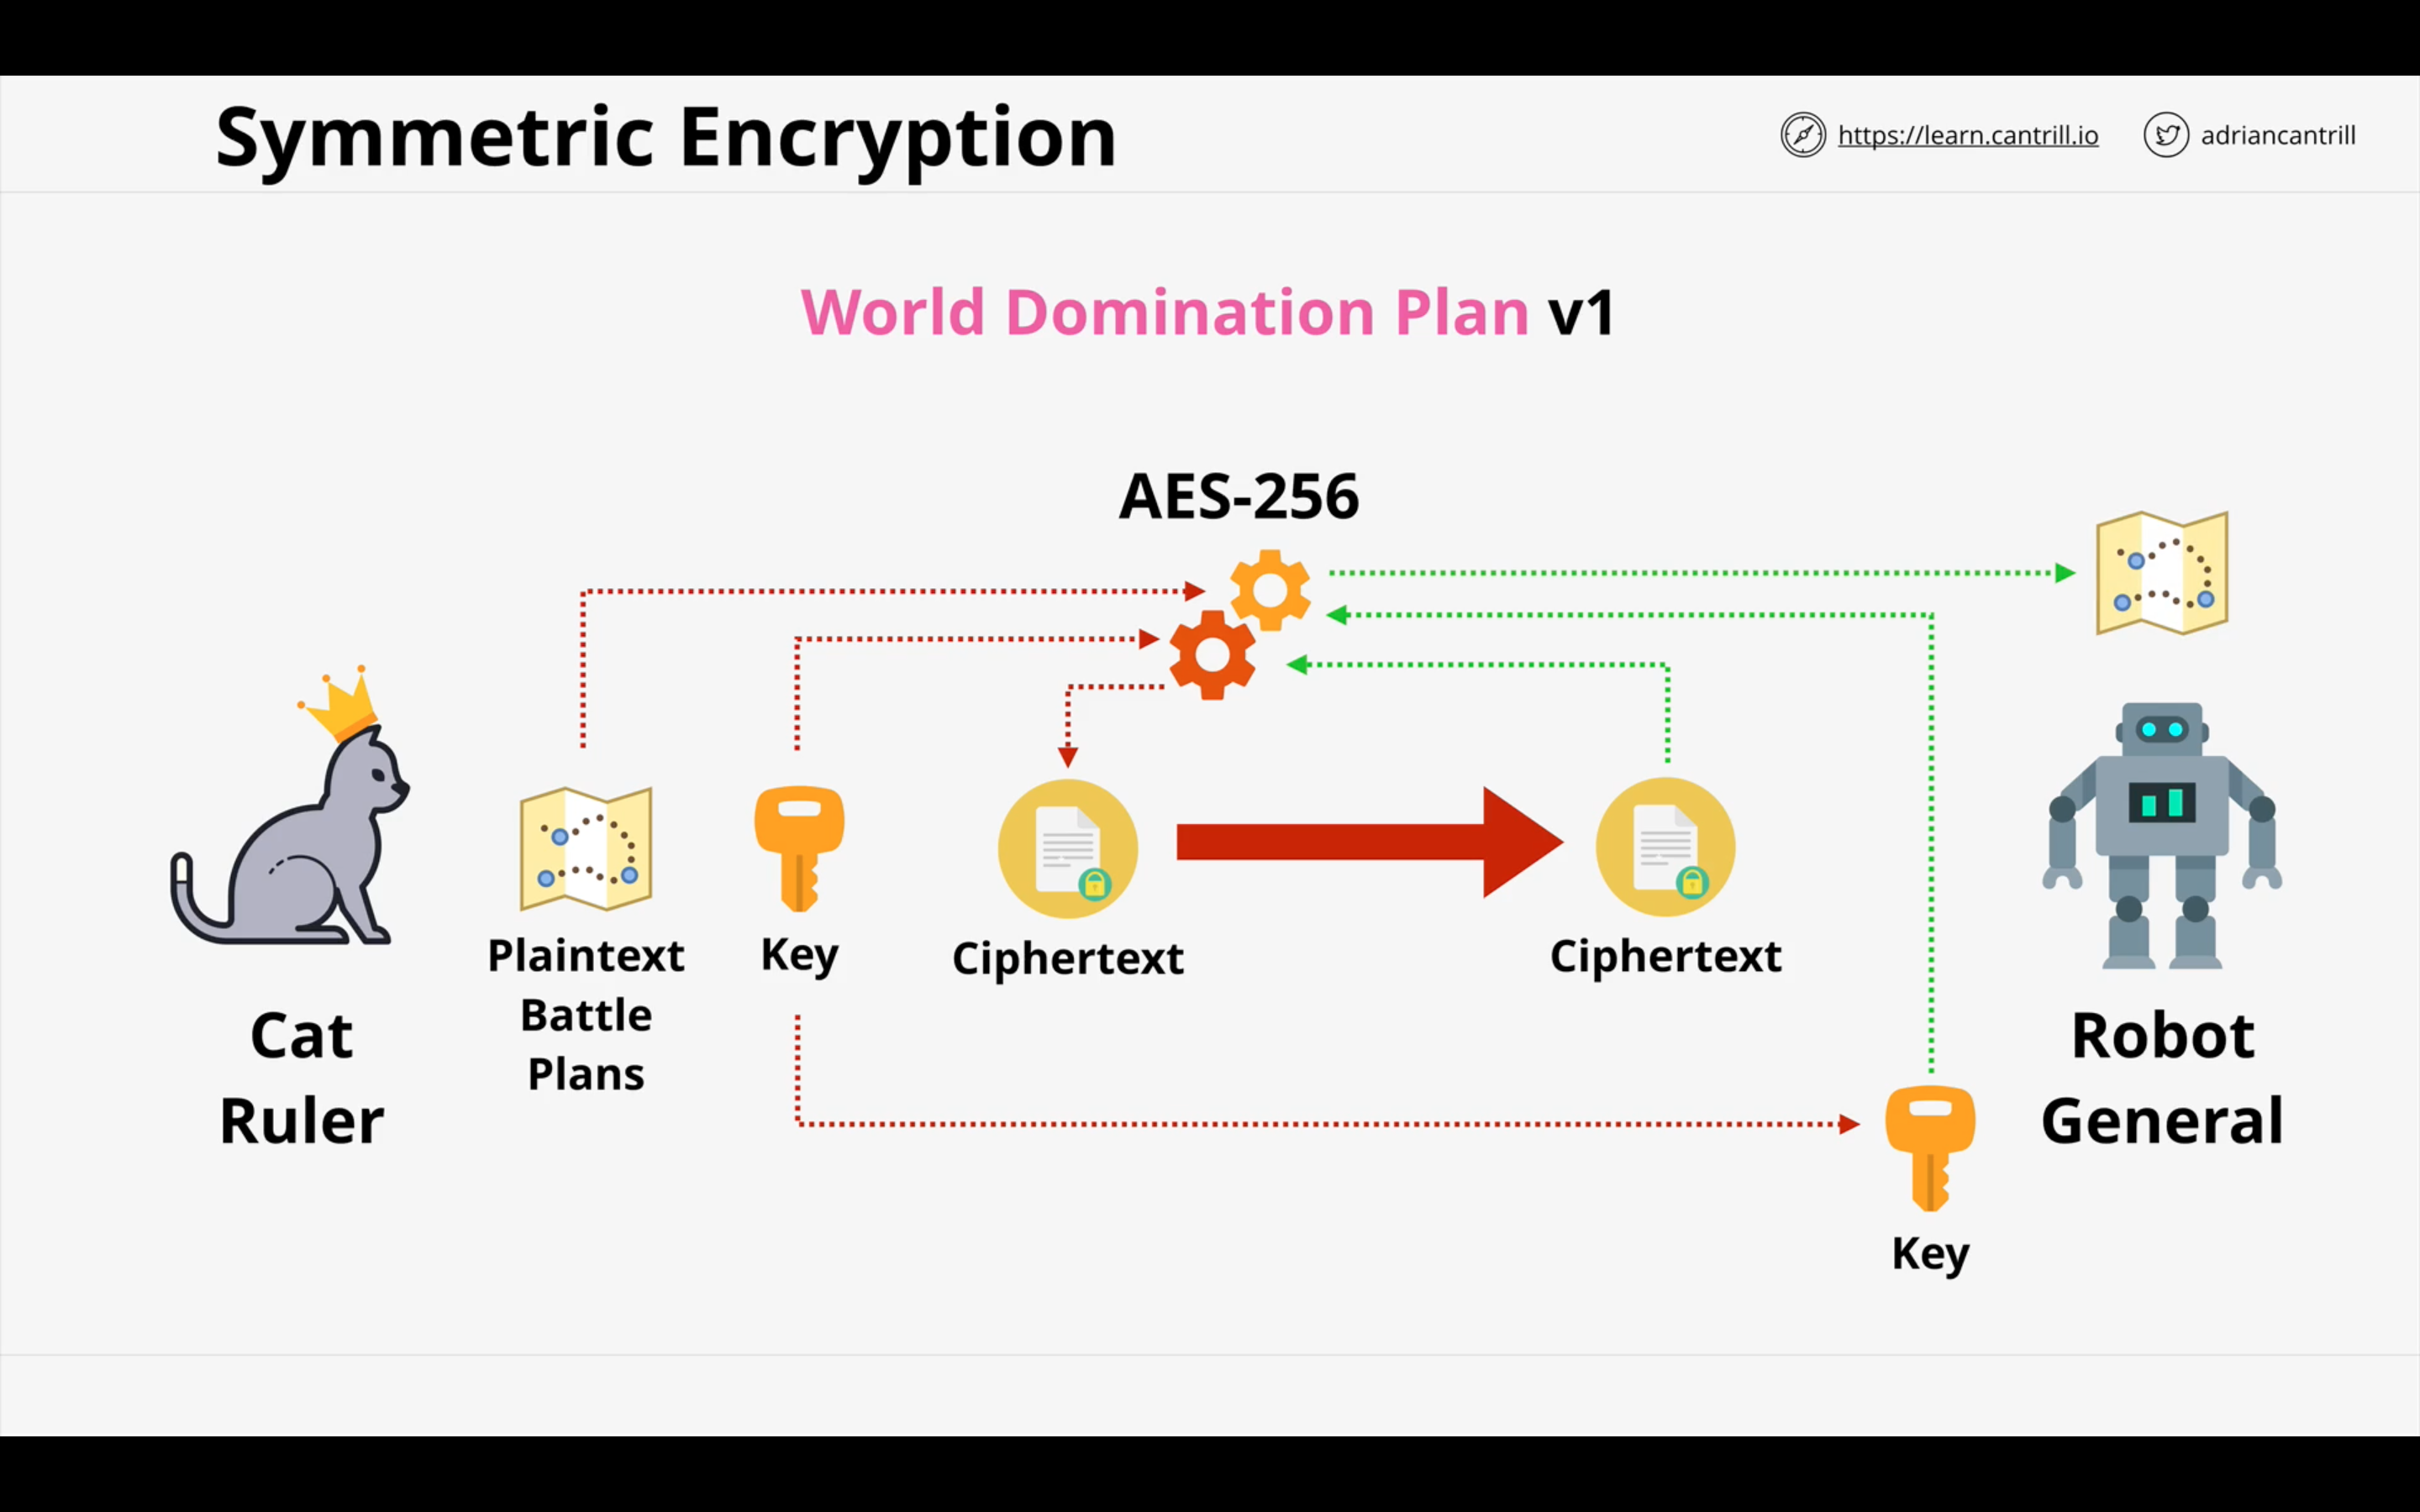 Symmetric Encryption
https://learn.cantrill.io
adriancantrill
World Domination Plan v1
AES-256
Plaintext
Battle
Plans
Key
Ciphertext
Ciphertext
Cat
Ruler
Robot
General
Key